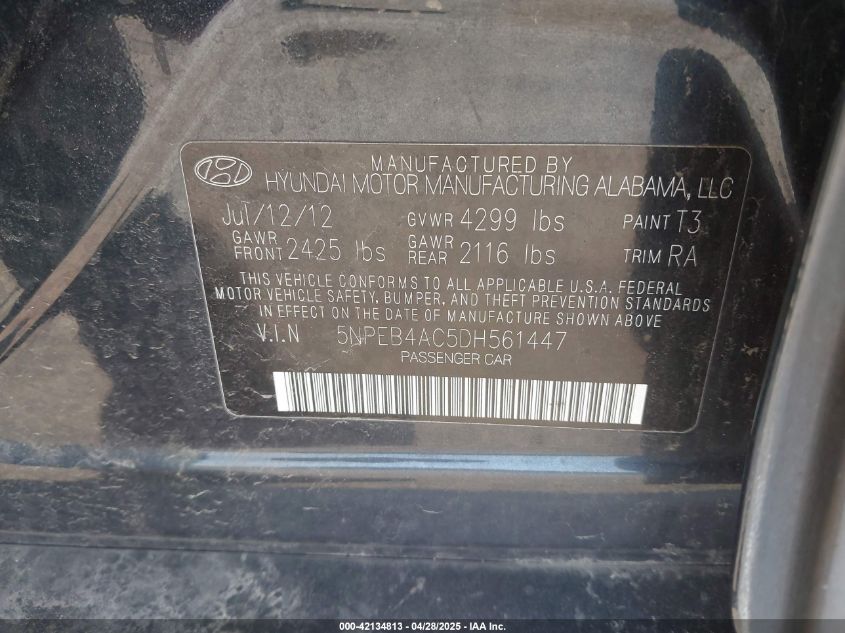 MANUFACTURED BY
HYUNDAI MOTOR MANUFACTURING ALABAMA, LLC
Jul/12/12 GVWR 4299 lbs PAINT T3
GAWR FRONT 2425 lbs GAWR REAR 2116 lbs TRIM RA
THIS VEHICLE CONFORMS TO ALL APPLICABLE U.S.A. FEDERAL
MOTOR VEHICLE SAFETY, BUMPER, AND THEFT PREVENTION STANDARDS
IN EFFECT ON THE DATE OF MANUFACTURE SHOWN ABOVE
V.I.N 5NPEB4AC5DH561447
PASSENGER CAR
000-42134813 - 04/28/2025 - IAA Inc.